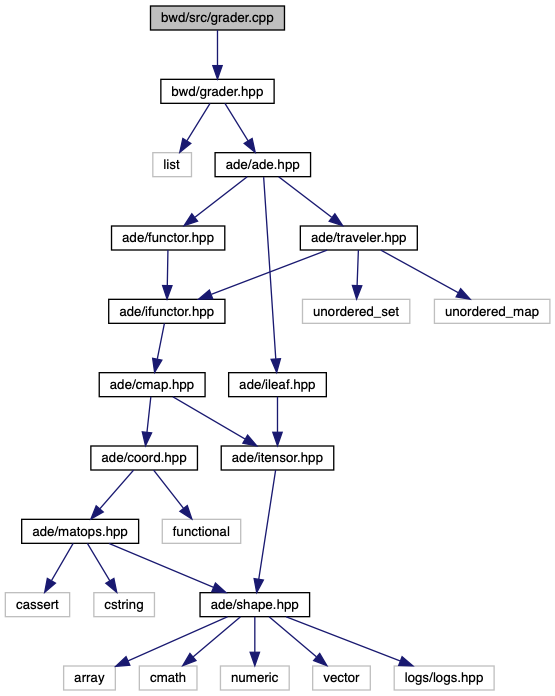 bwd/src/grader.cpp
bwd/grader.hpp
list
ade/ade.hpp
ade/functor.hpp
ade/traveler.hpp
ade/ifunctor.hpp
unordered_set
unordered_map
ade/cmap.hpp
ade/ileaf.hpp
ade/coord.hpp
ade/itensor.hpp
ade/matops.hpp
functional
cassert
cstring
ade/shape.hpp
array
cmath
numeric
vector
logs/logs.hpp